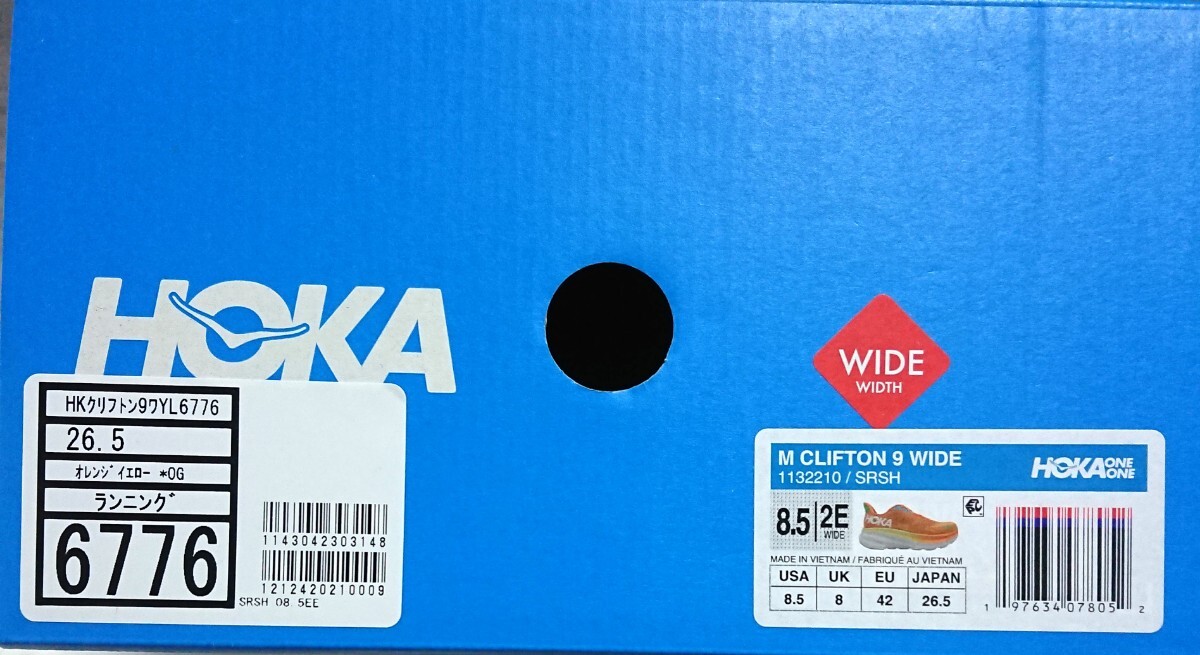 HOKA
WIDE
WIDTH
HKクリフトン9ワYL6776
26.5
オレンジイエロー *OG
ランニング
6776
1143042303148
1212420210009
SRSH 08.5EE
M CLIFTON 9 WIDE
1132210 / SRSH
HOKA ONE ONE
8.5 2E
WIDE
HOKA
MADE IN VIETNAM / FABRIQUÉ AU VIETNAM
USA UK EU JAPAN
8.5 8 42 26.5
1 97634 07805 2